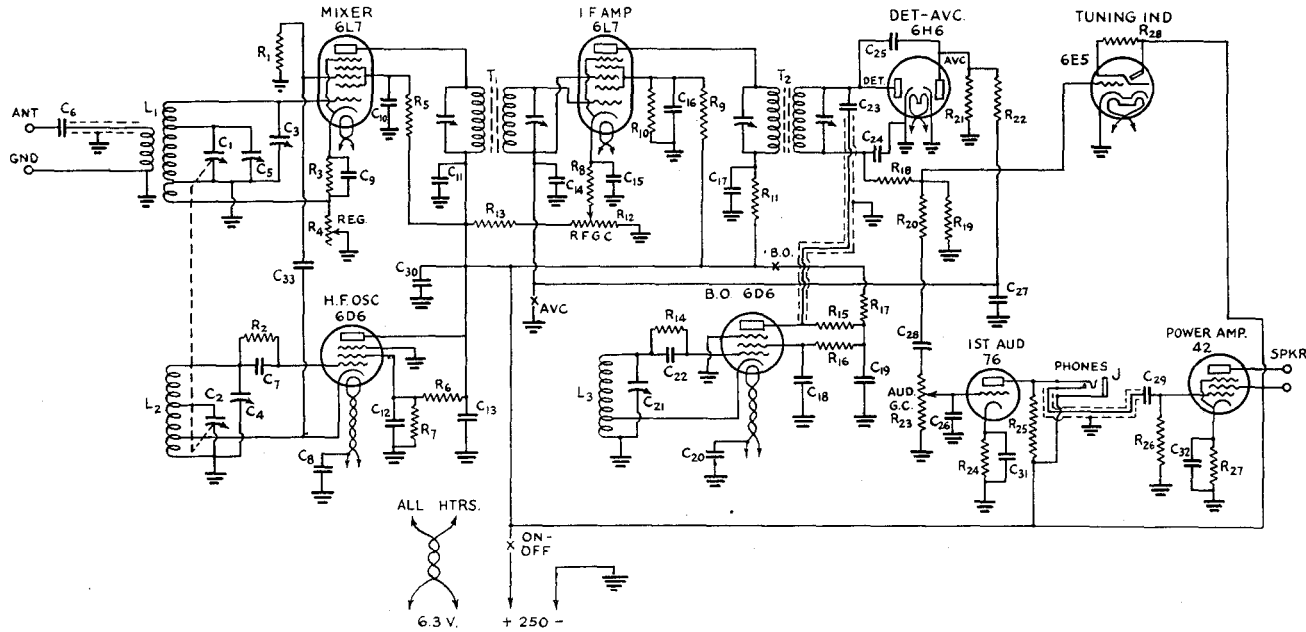 MIXER
6L7
I F AMP
6L7
DET-AVC.
6H6
TUNING IND
R28
6E5
R1
C25
AVC
DET.
C6
ANT
GND
L1
C1
C3
C5
C10
R5
T1
C16
R9
R10
T2
C23
C24
R21
R22
R3
C9
R4
REG.
C11
C14
R8
C15
C17
R11
R18
R20
R19
R13
R12
RFGC
C33
C30
B.O.
AVC
C27
H.F. OSC
6D6
B.O. 6D6
R2
C7
R14
C22
R15
R16
R17
C28
1ST AUD
76
PHONES
J
C29
POWER AMP.
42
SPKR
L2
C2
C4
R6
C12
R7
C13
L3
C21
C18
C19
AUD.
G.C.
R23
C26
R25
R26
C32
R27
C8
C20
R24
C31
ALL HTRS.
ON-
OFF
6.3 V.
+ 250 -